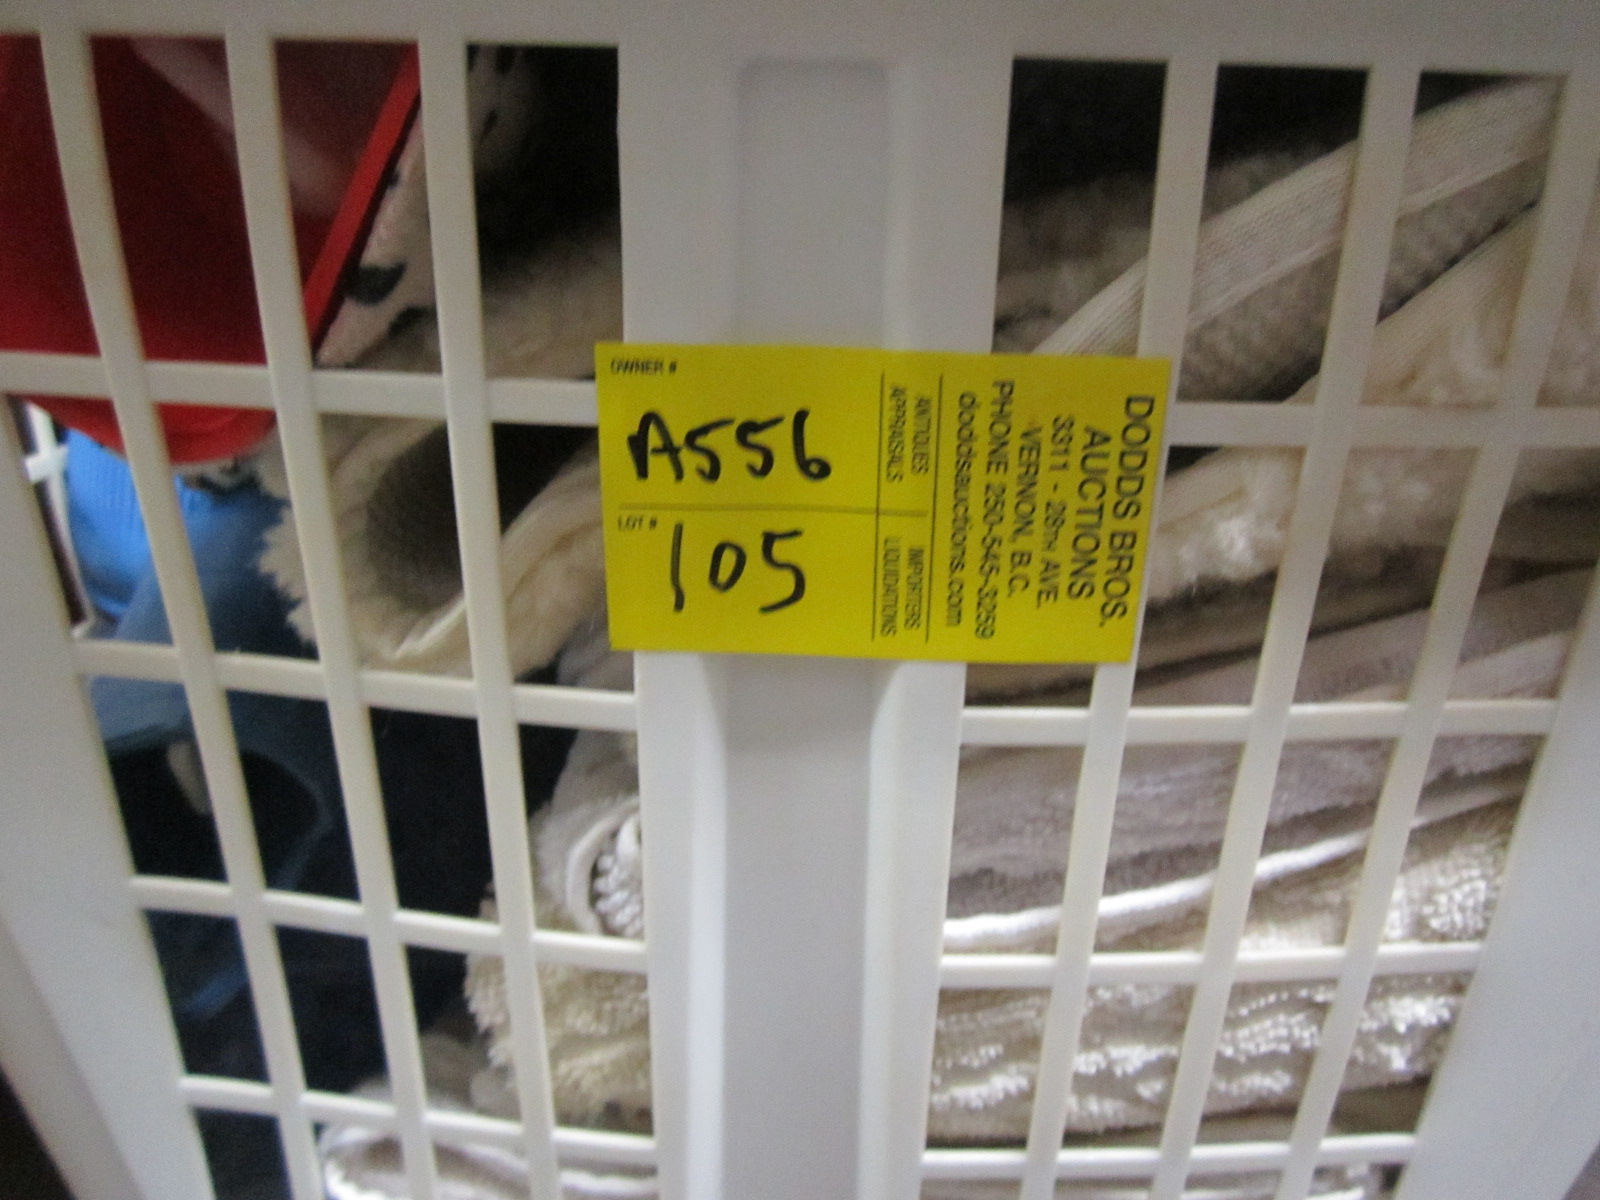 OWNER #
A556
LOT #
105
ANTIQUES
APPRAISALS
IMPORTERS
LIQUIDATIONS
DODDS BROS.
AUCTIONS
3311 - 28TH AVE.
VERNON, B.C.
PHONE 250-545-3259
doddsauctions.com